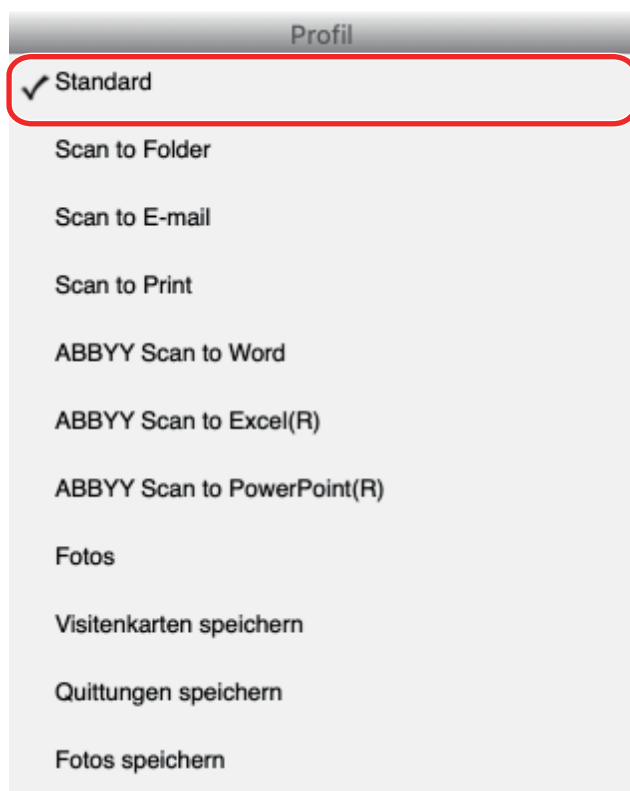 Profil
Standard
Scan to Folder
Scan to E-mail
Scan to Print
ABBYY Scan to Word
ABBYY Scan to Excel(R)
ABBYY Scan to PowerPoint(R)
Fotos
Visitenkarten speichern
Quittungen speichern
Fotos speichern